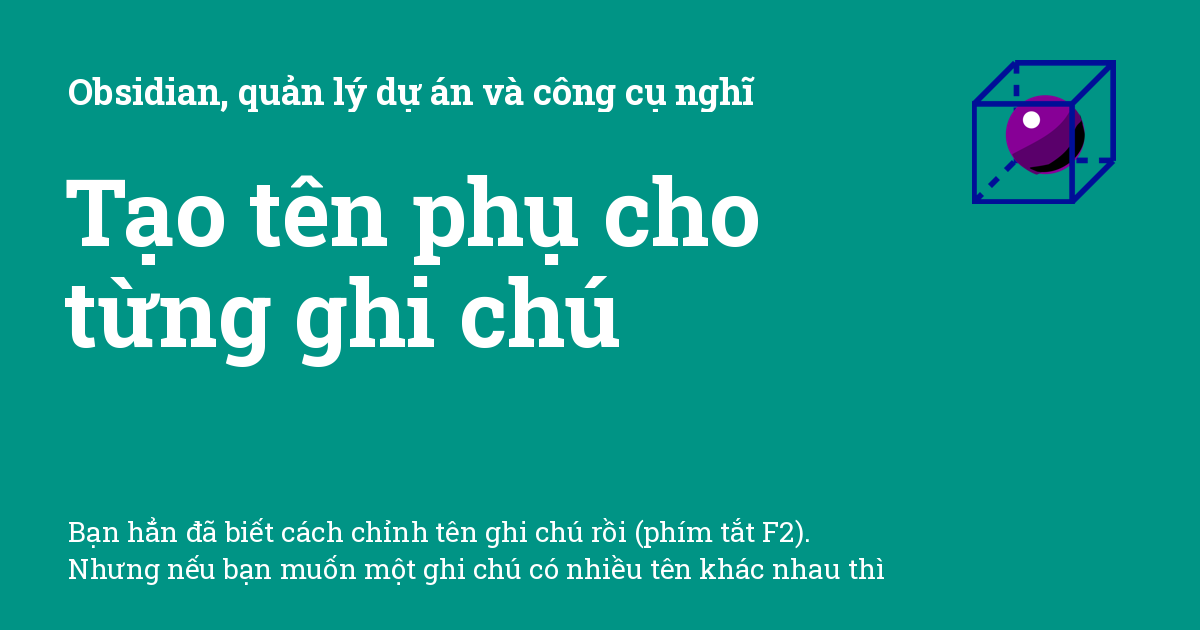 Obsidian, quản lý dự án và công cụ nghĩ
Tạo tên phụ cho
từng ghi chú
Bạn hẳn đã biết cách chỉnh tên ghi chú rồi (phím tắt F2).
Nhưng nếu bạn muốn một ghi chú có nhiều tên khác nhau thì